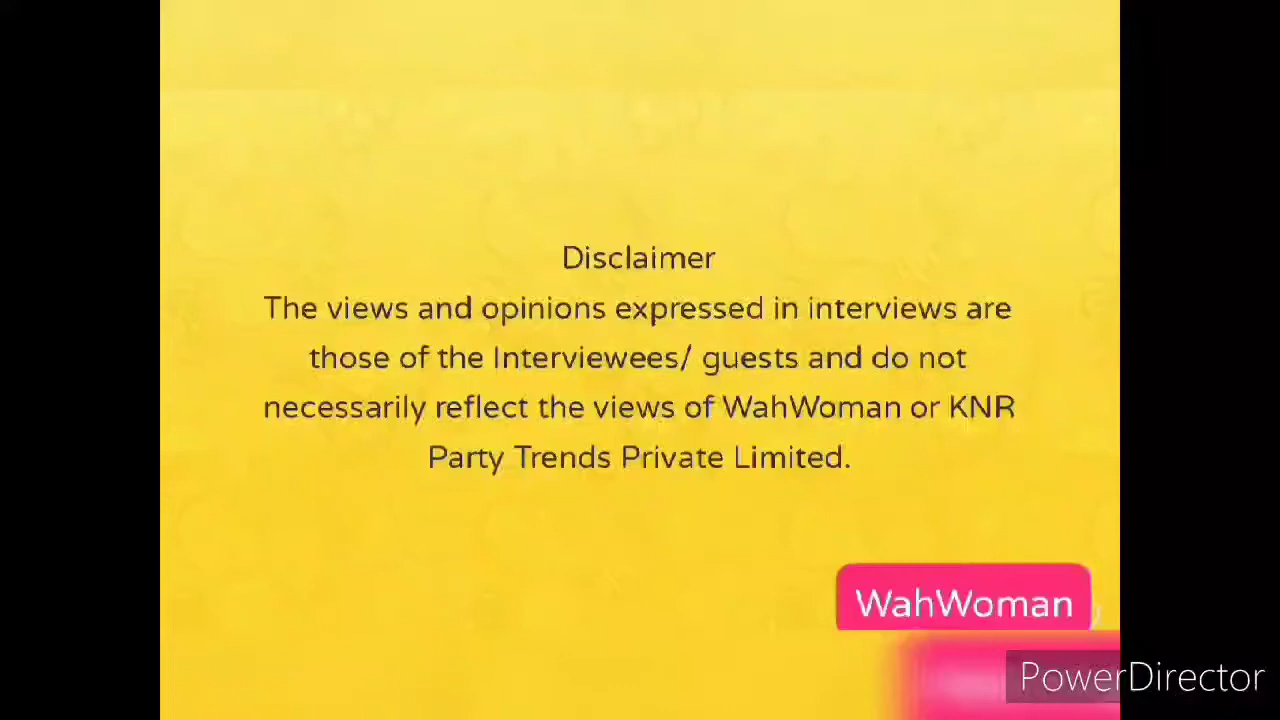 Disclaimer
The views and opinions expressed in interviews are
those of the Interviewees/ guests and do not
necessarily reflect the views of WahWoman or KNR
Party Trends Private Limited.
WahWoman
PowerDirector